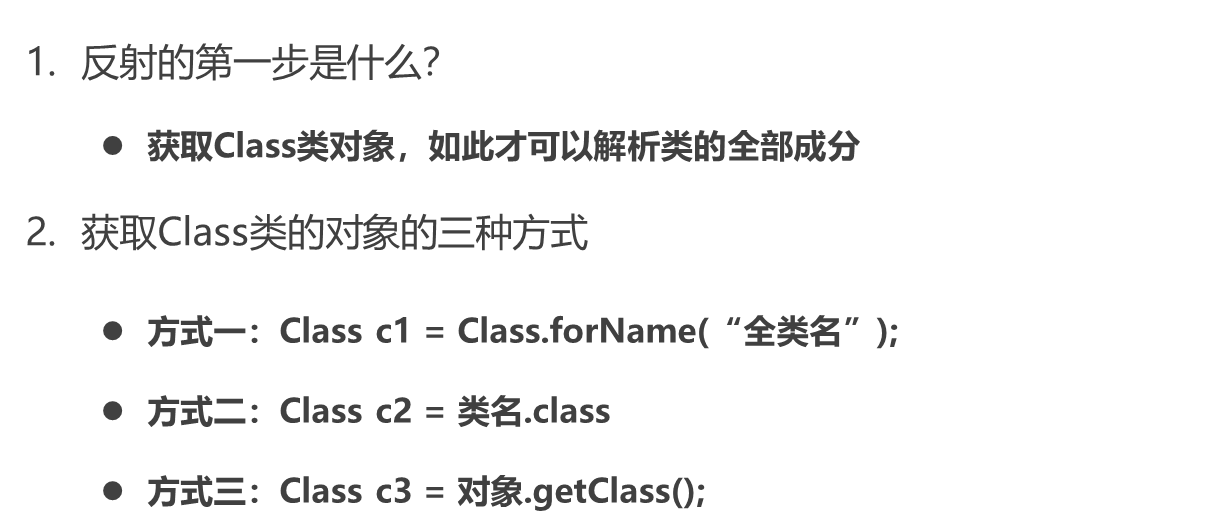 1. 反射的第一步是什么?
● 获取Class类对象，如此才可以解析类的全部成分
2. 获取Class类的对象的三种方式
● 方式一：Class c1 = Class.forName(“全类名”);
● 方式二：Class c2 = 类名.class
● 方式三：Class c3 = 对象.getClass();